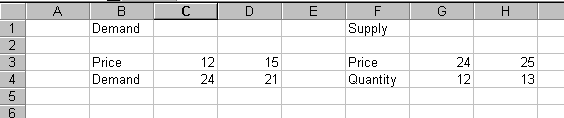 A B C D E F G H
1 Demand Supply
2
3 Price 12 15 Price 24 25
4 Demand 24 21 Quantity 12 13
5
6